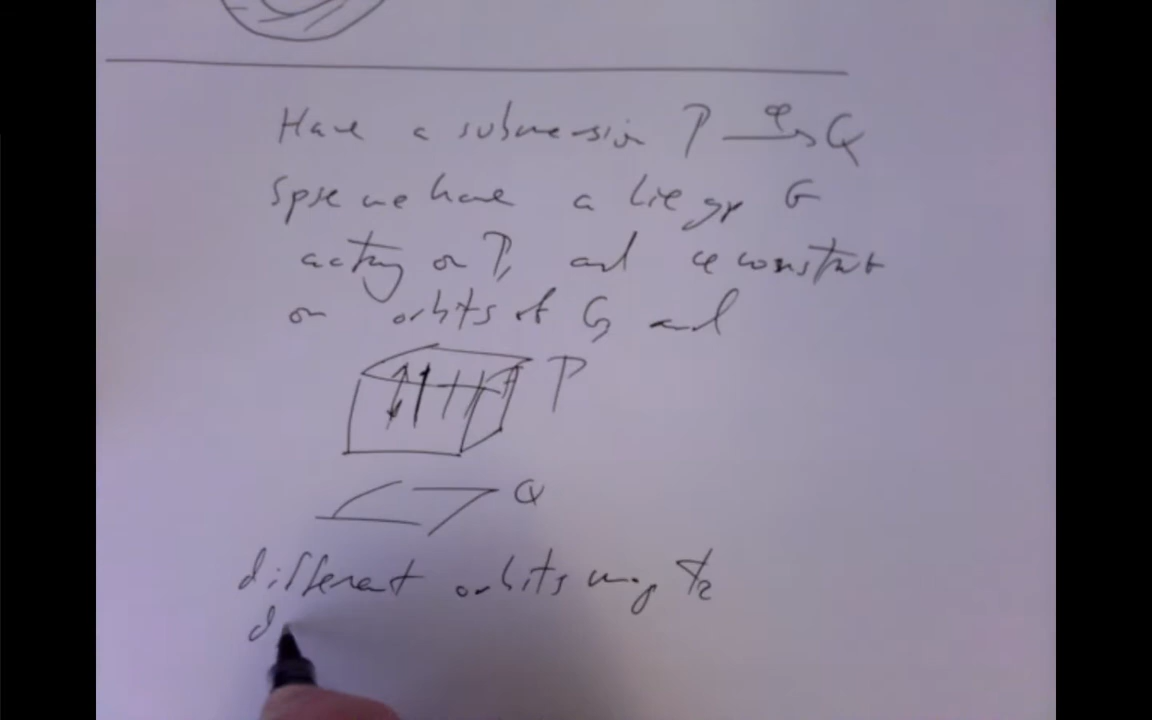 Have a submersion P →^φ Q
Spse we have a Lie gp G
acting on P, and φ constant
on orbits of G, and
P
Q
different orbits map to
d